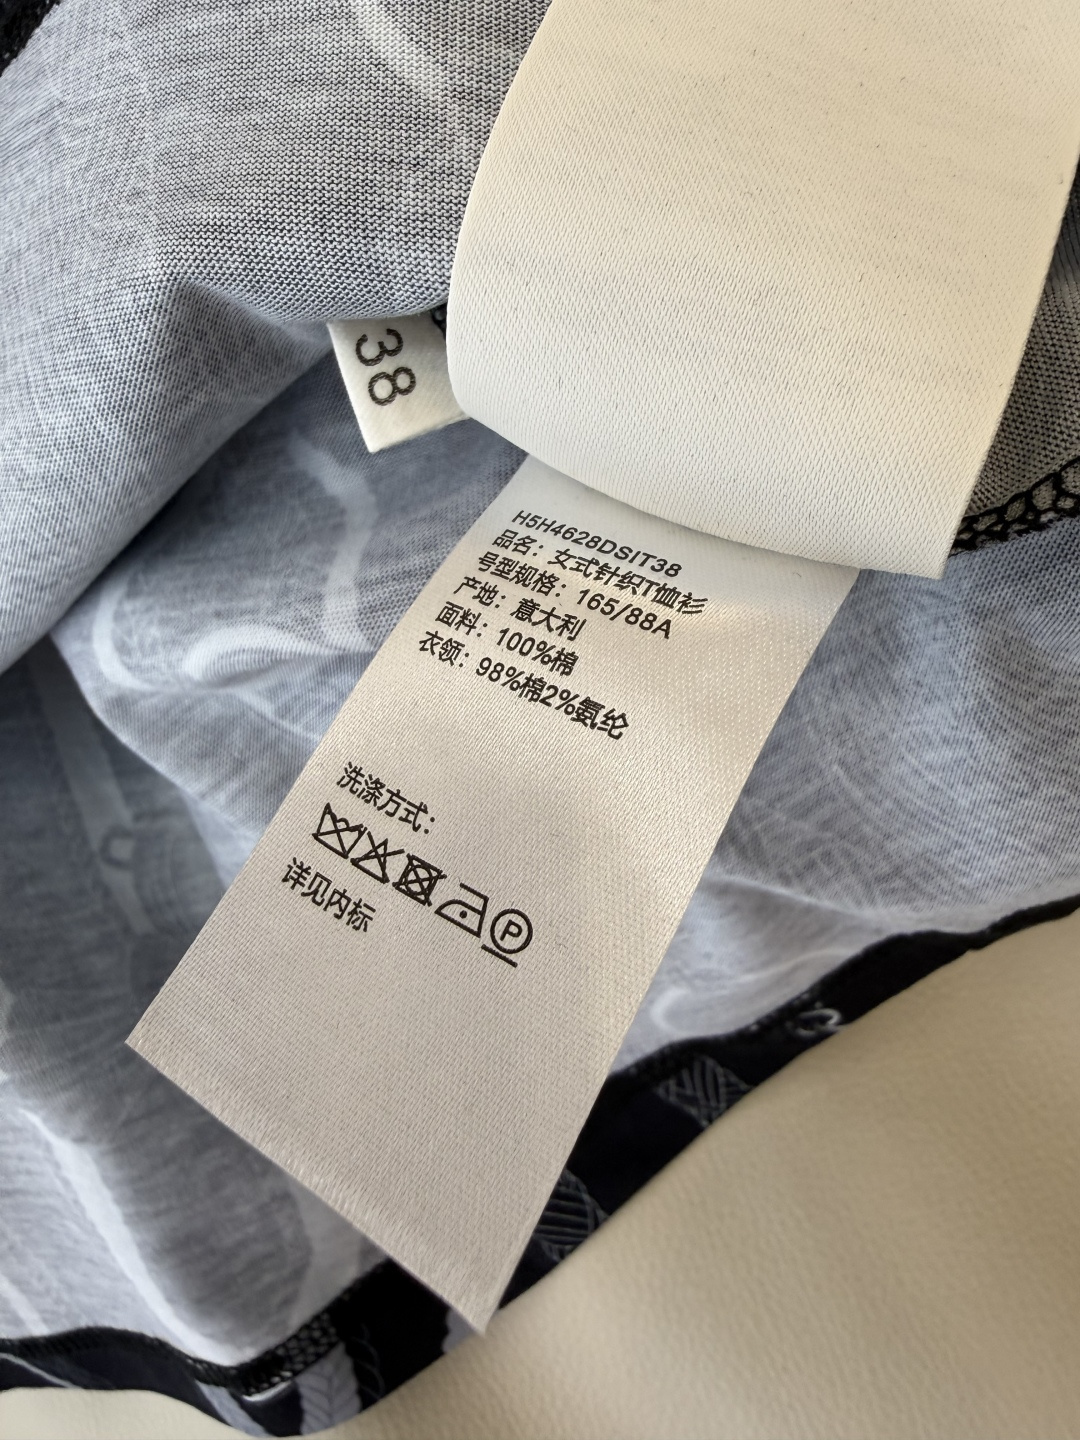 38
H5H4628DSIT38
品名：女式针织T恤衫
号型规格：165/88A
产地：意大利
面料：100%棉
衣领：98%棉2%氨纶
洗涤方式：
P
详见内标